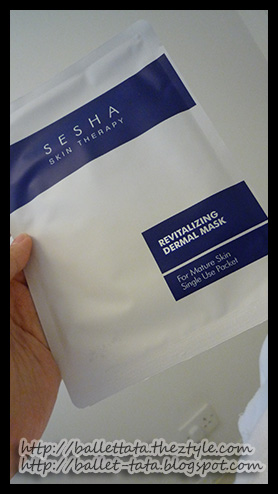 SESHA
SKIN THERAPY
REVITALIZING
DERMAL MASK
For Mature Skin
Single Use Packet
http://ballettata.theztyle.com
http://ballet-tata.blogspot.com